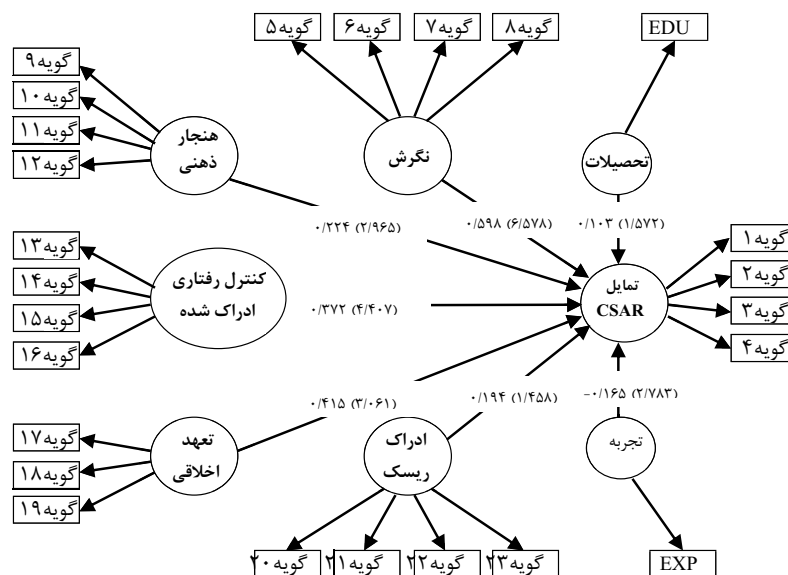 گویه۵
گویه۶
گویه۷
گویه۸
EDU
گویه۹
گویه۱۰
گویه۱۱
گویه۱۲
هنجار
ذهنی
نگرش
تحصیلات
۰/۲۲۴ (۲/۹۶۵)
۰/۵۹۸ (۶/۵۷۸)
۰/۱۰۳ (۱/۵۷۲)
گویه۱۳
گویه۱۴
گویه۱۵
گویه۱۶
کنترل رفتاری
ادراک شده
۰/۳۷۲ (۴/۴۰۷)
تمایل
CSAR
گویه۱
گویه۲
گویه۳
گویه۴
۰/۴۱۵ (۳/۰۶۱)
۰/۱۹۴ (۱/۴۵۸)
-۰/۱۶۵ (۲/۷۸۳)
گویه۱۷
گویه۱۸
گویه۱۹
تعهد
اخلاقی
ادراک
ریسک
تجربه
گویه۲۰
گویه۲۱
گویه۲۲
گویه۲۳
EXP